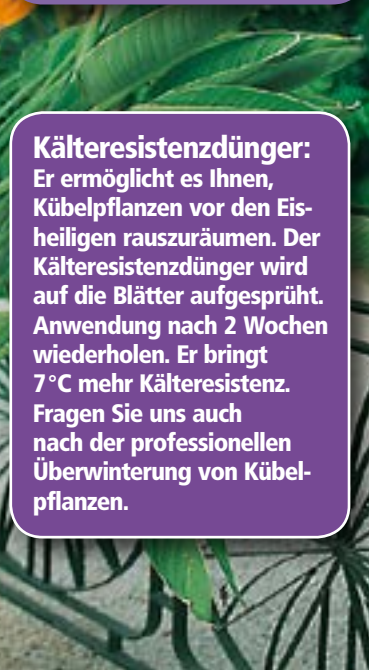 Kälteresistenzdünger:
Er ermöglicht es Ihnen,
Kübelpflanzen vor den Eis-
heiligen rauszuräumen. Der
Kälteresistenzdünger wird
auf die Blätter aufgesprüht.
Anwendung nach 2 Wochen
wiederholen. Er bringt
7°C mehr Kälteresistenz.
Fragen Sie uns auch
nach der professionellen
Überwinterung von Kübel-
pflanzen.